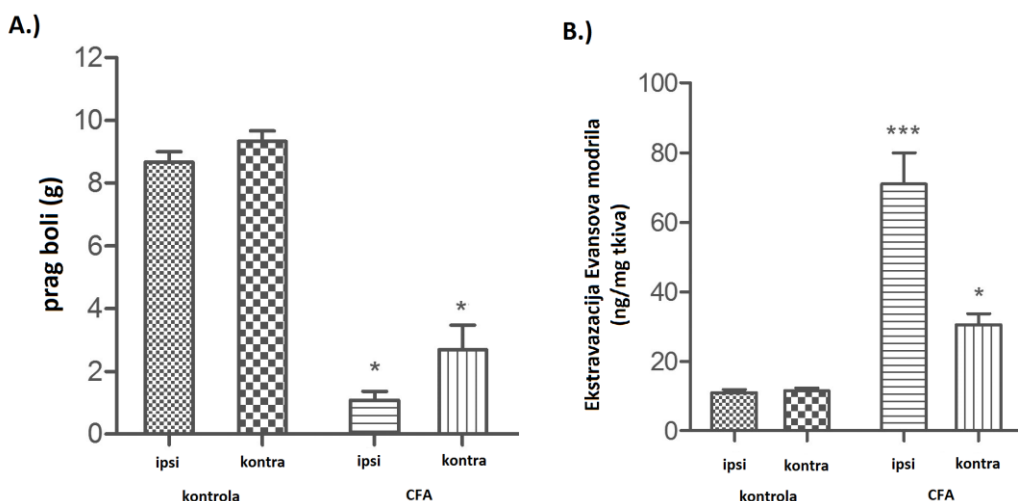 A.)
prag boli (g)
12
10
8
6
4
2
0
*
*
ipsi kontra ipsi kontra
kontrola CFA
B.)
Ekstravazacija Evansova modrila
(ng/mg tkiva)
100
80
60
40
20
0
***
*
ipsi kontra ipsi kontra
kontrola CFA